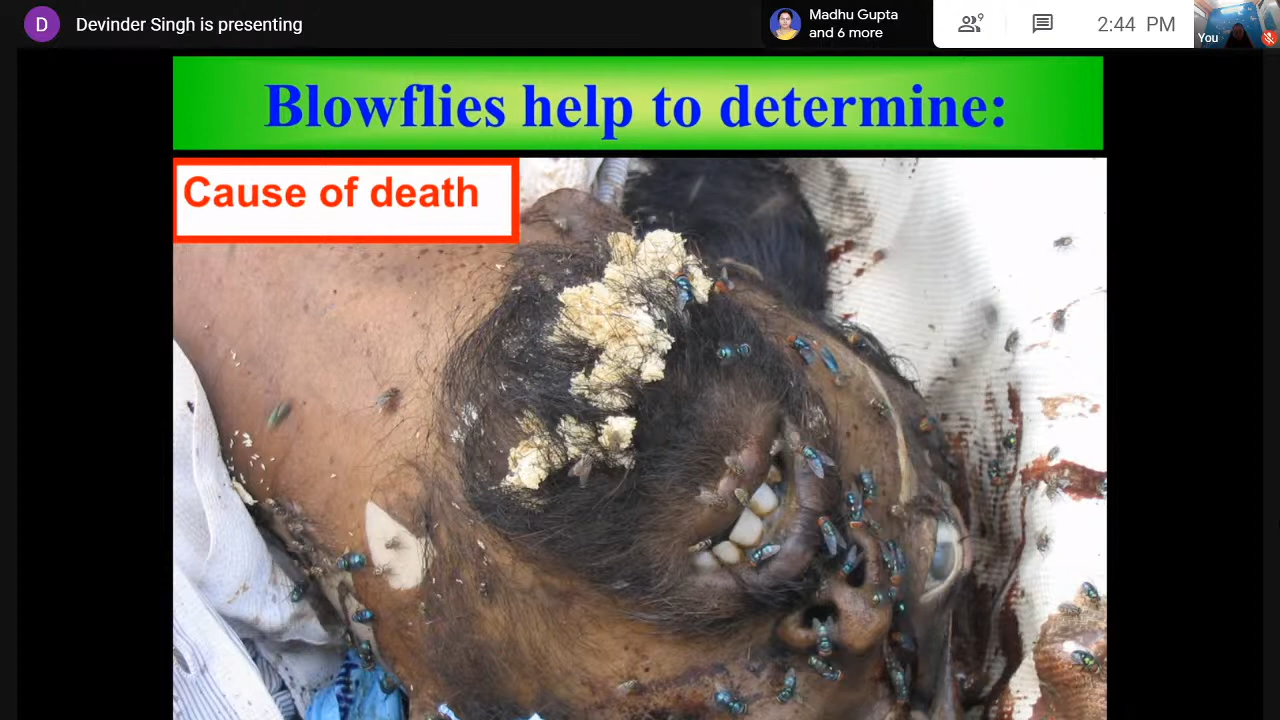 D
Devinder Singh is presenting
Madhu Gupta
and 6 more
9
2:44 PM
You
Blowflies help to determine:
Cause of death